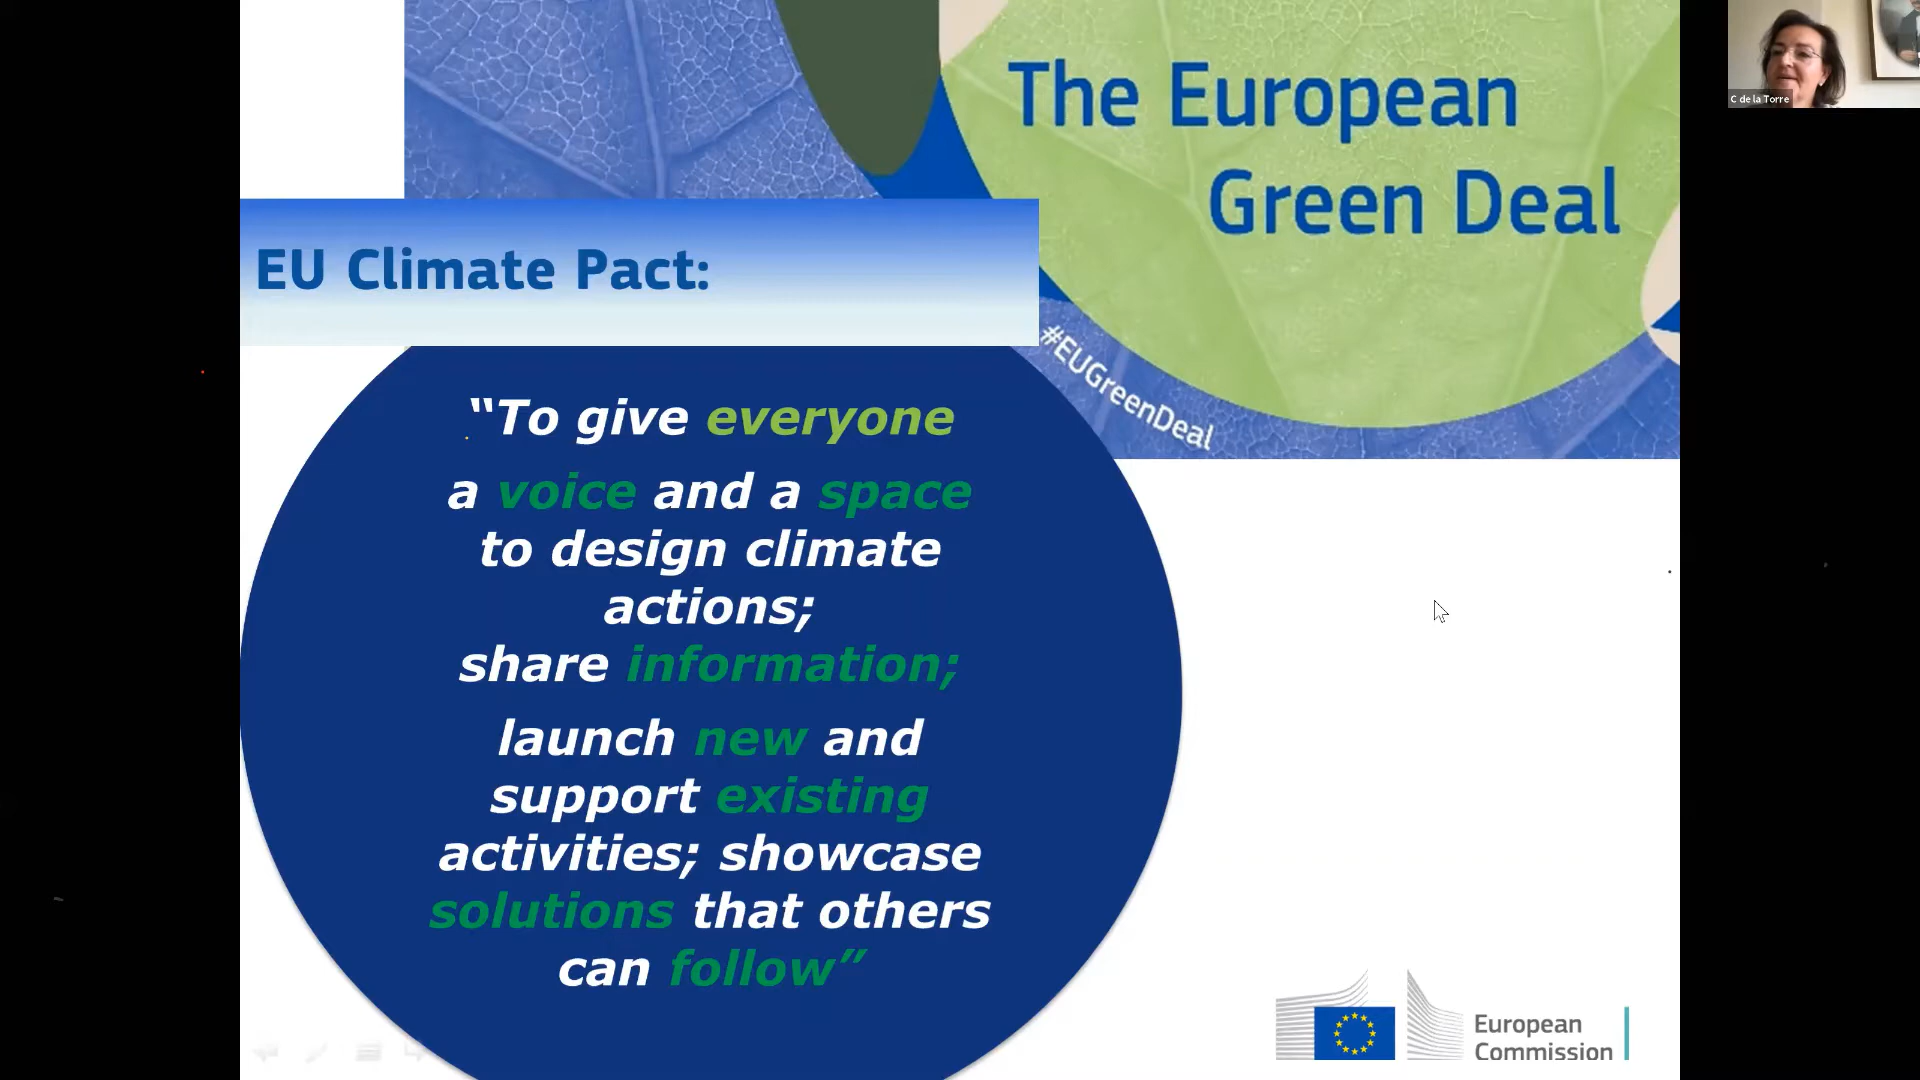 The European
Green Deal
C de la Torre
EU Climate Pact:
#EUGreenDeal
“To give everyone
a voice and a space
to design climate
actions;
share information;
launch new and
support existing
activities; showcase
solutions that others
can follow”
European
Commission